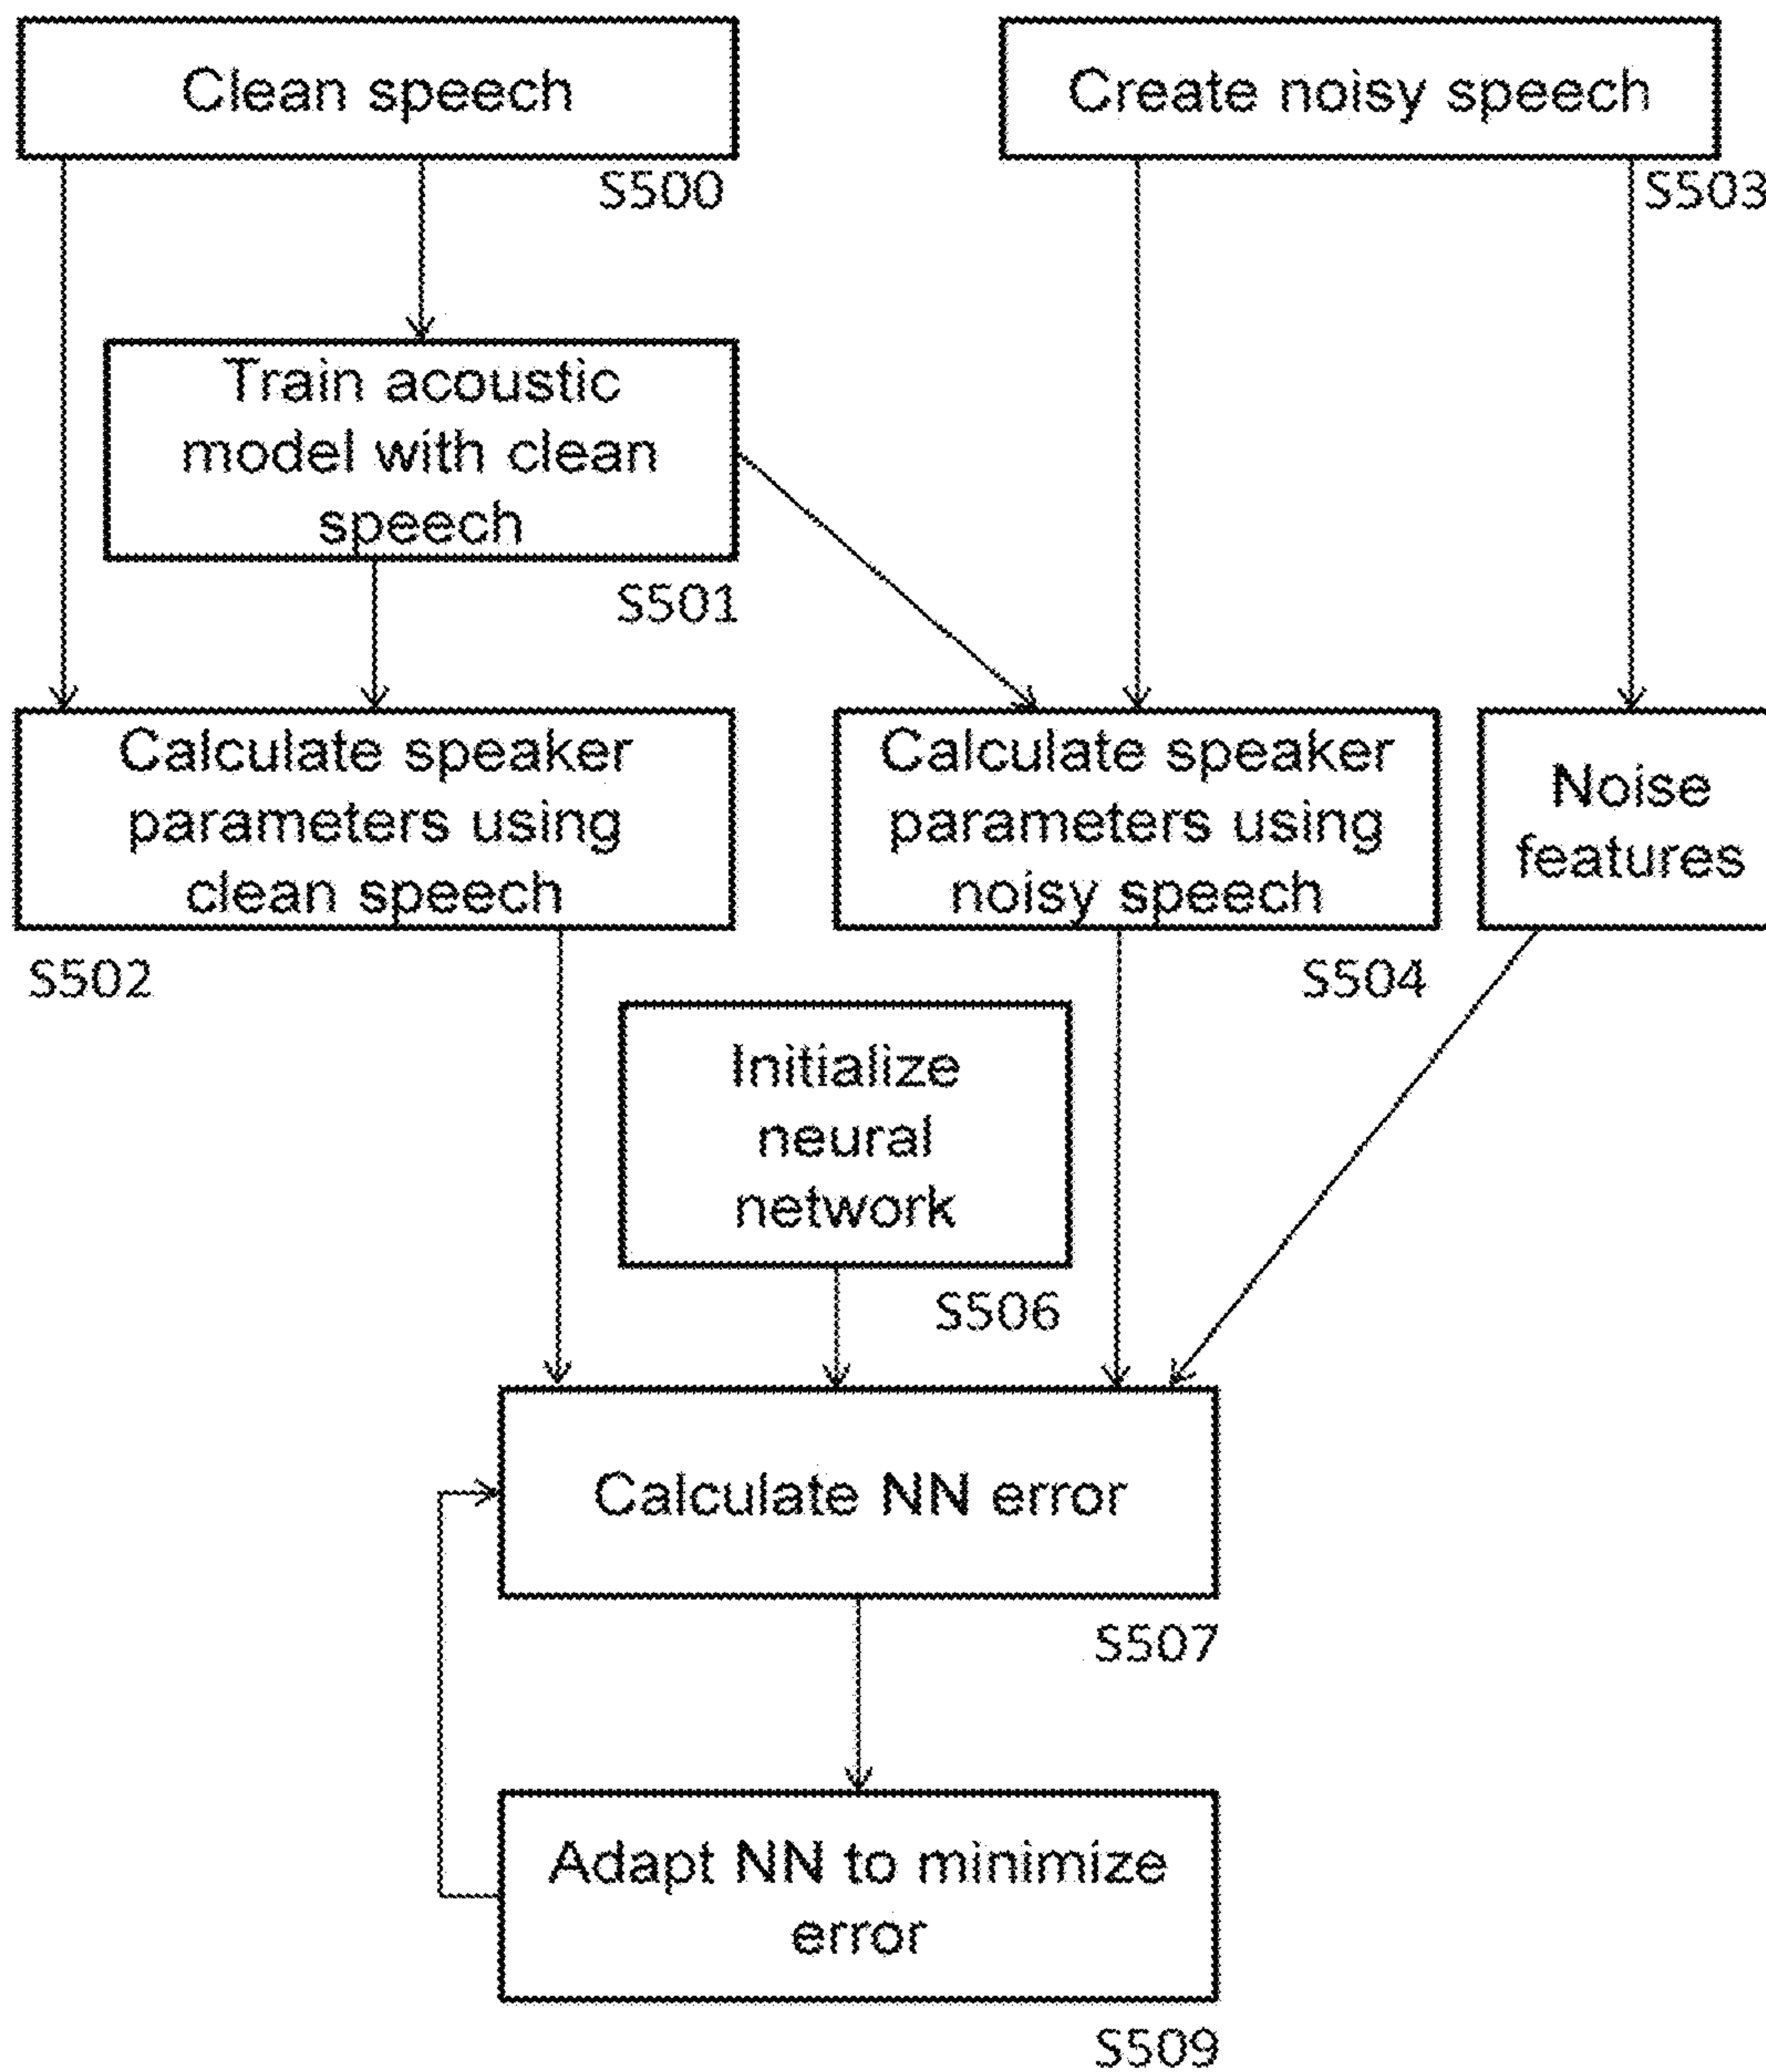 Clean speech
S500
Create noisy speech
S503
Train acoustic
model with clean
speech
S501
Calculate speaker
parameters using
clean speech
S502
Calculate speaker
parameters using
noisy speech
S504
Noise
features
Initialize
neural
network
S506
Calculate NN error
S507
Adapt NN to minimize
error
S509